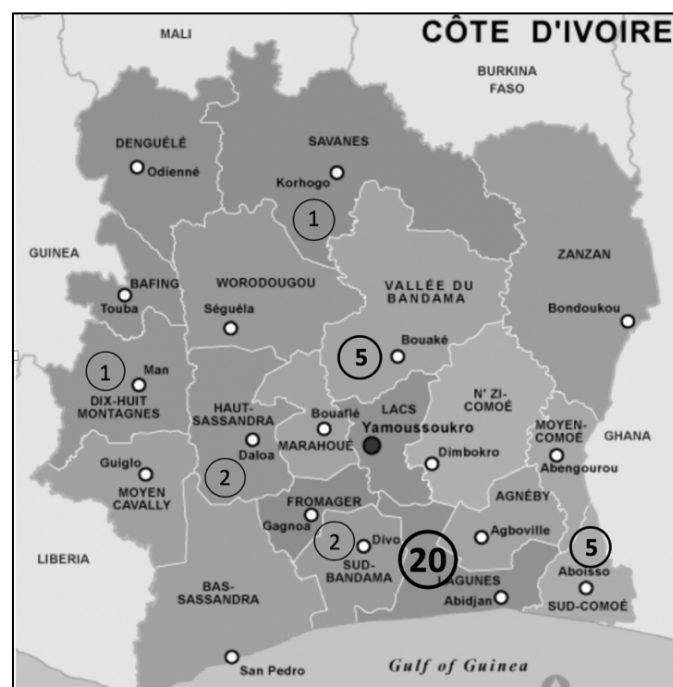 CÔTE D'IVOIRE
MALI
BURKINA
FASO
DENGUÉLÉ
Odienné
SAVANES
Korhogo
1
GUINEA
BAFING
Touba
WORODOUGOU
Séguéla
VALLÉE DU
BANDAMA
ZANZAN
Bondoukou
5
Bouaké
1
Man
DIX-HUIT
MONTAGNES
HAUT-
SASSANDRA
Daloa
2
Bouaflé
MARAHOUÉ
LACS
Yamoussoukro
N' ZI-
COMOÉ
Dimbokro
MOYEN-
COMOÉ
Abengourou
GHANA
Guiglo
MOYEN
CAVALLY
FROMAGER
Gagnoa
2
Divo
SUD-
BANDAMA
20
AGNÉBY
Agboville
5
Aboisso
SUD-COMOÉ
LIBERIA
BAS-
SASSANDRA
LAGUNES
Abidjan
San Pedro
Gulf of Guinea